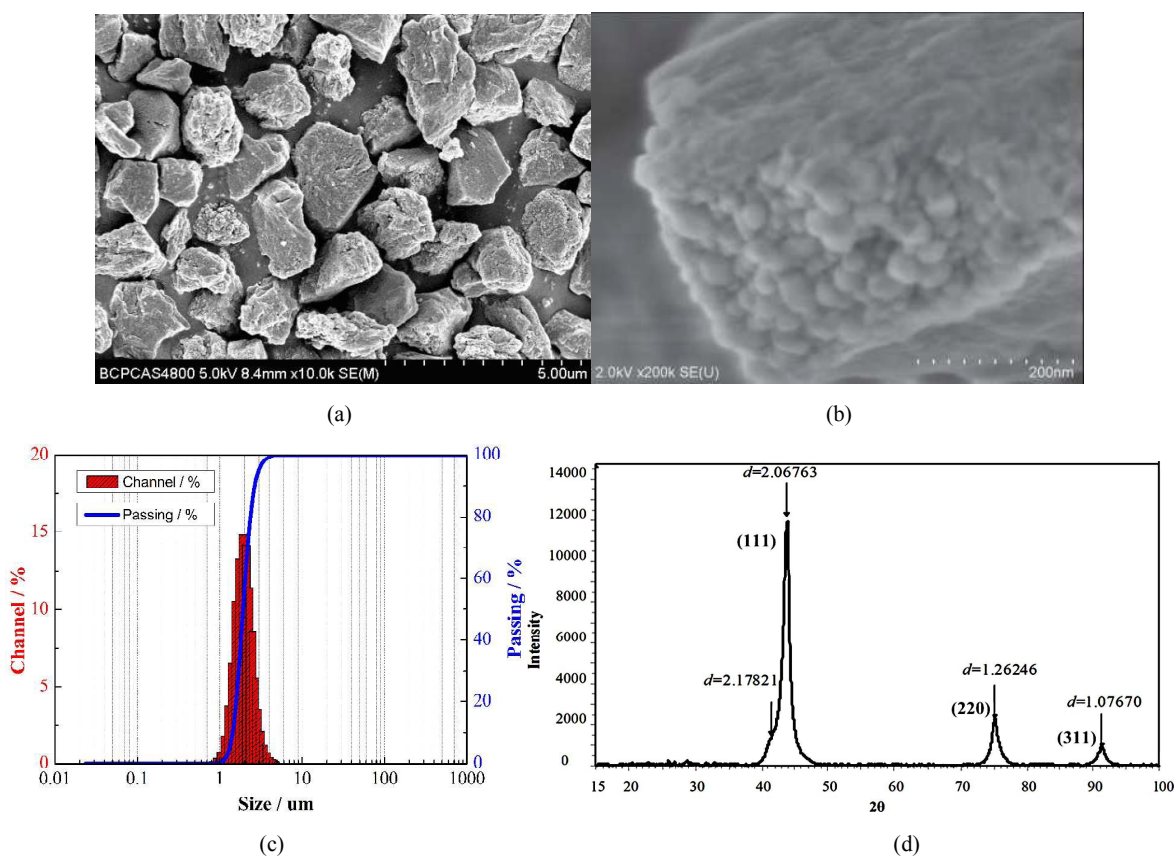 BCPCAS4800 5.0kV 8.4mm x10.0k SE(M) 5.00um
2.0kV x200k SE(U) 200nm
(a)
(b)
20
15
10
5
0
Channel / %
Channel / %
Passing / %
100
80
60
40
20
0
Passing / %
0.01 0.1 1 10 100 1000
Size / um
(c)
14000
12000
10000
8000
6000
4000
2000
0
Intensity
d=2.06763
(111)
d=2.17821
d=1.26246
(220)
d=1.07670
(311)
15 20 30 40 50 60 70 80 90 100
2θ
(d)